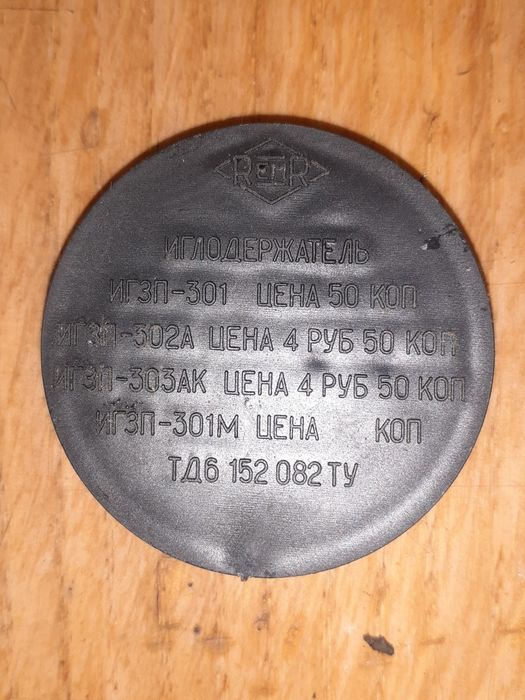 ИГЛОДЕРЖАТЕЛЬ
ИГЗП-301 ЦЕНА 50 КОП
ИГЗП-302А ЦЕНА 4 РУБ 50 КОП
ИГЗП-303АК ЦЕНА 4 РУБ 50 КОП
ИГЗП-301М ЦЕНА КОП
ТД6 152 082 ТУ